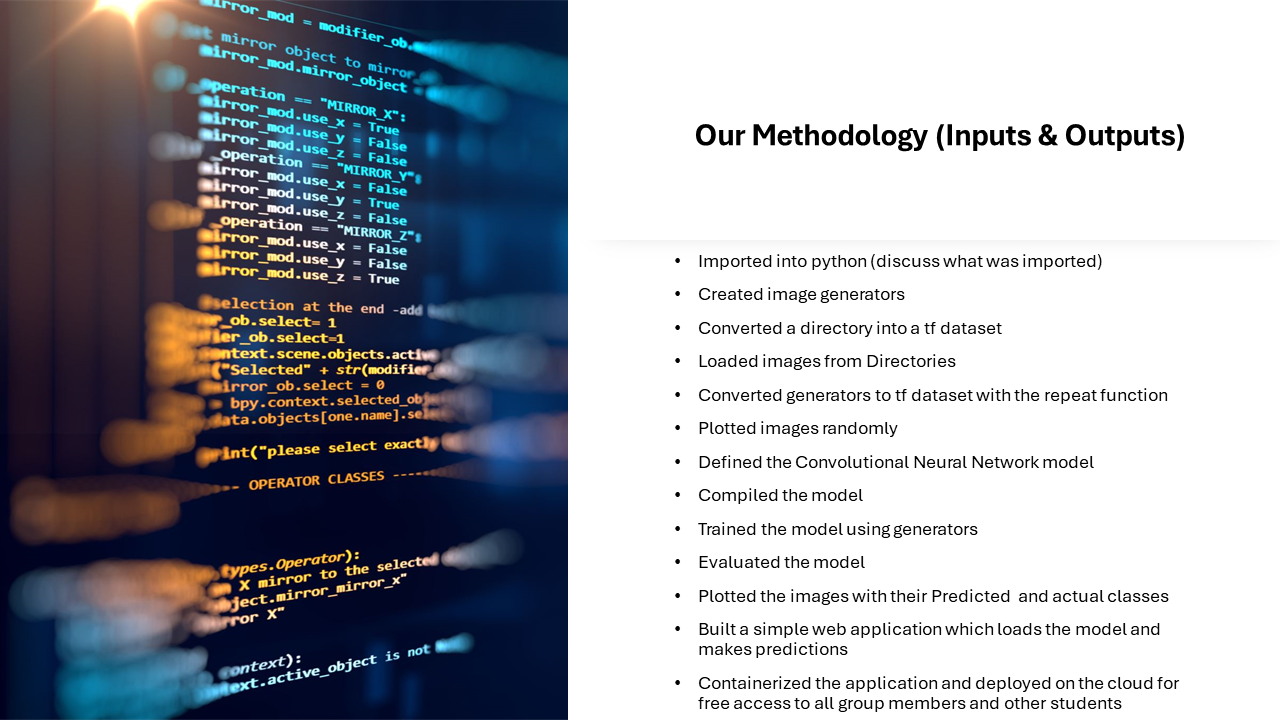 mirror_mod = modifier_ob.
mirror object to mirror
mirror_mod.mirror_object
operation == "MIRROR_X":
mirror_mod.use_x = True
mirror_mod.use_y = False
mirror_mod.use_z = False
_operation == "MIRROR_Y":
mirror_mod.use_x = False
mirror_mod.use_y = True
mirror_mod.use_z = False
_operation == "MIRROR_Z":
mirror_mod.use_x = False
mirror_mod.use_y = False
mirror_mod.use_z = True
selection at the end -add
_ob.select= 1
ob.select=1
context.scene.objects.active
("Selected" + str(modifier
mirror_ob.select = 0
= bpy.context.selected_ob
data.objects[one.name].sel
print("please select exactly
-- OPERATOR CLASSES ----
types.Operator):
X mirror to the selected
object.mirror_mirror_x"
ror X"
context):
context.active_object is not
Our Methodology (Inputs & Outputs)
• Imported into python (discuss what was imported)
• Created image generators
• Converted a directory into a tf dataset
• Loaded images from Directories
• Converted generators to tf dataset with the repeat function
• Plotted images randomly
• Defined the Convolutional Neural Network model
• Compiled the model
• Trained the model using generators
• Evaluated the model
• Plotted the images with their Predicted  and actual classes
• Built a simple web application which loads the model and
makes predictions
• Containerized the application and deployed on the cloud for
free access to all group members and other students